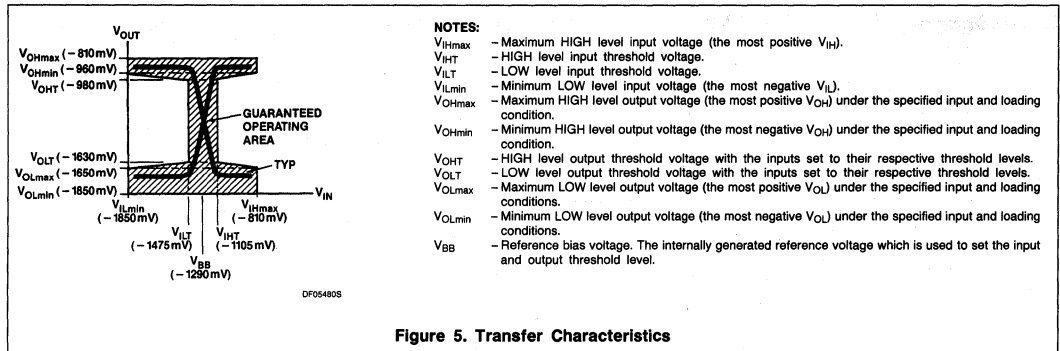 VOUT
VOHmax (– 810mV)
VOHmin (– 960mV)
VOHT (– 980mV)
GUARANTEED
OPERATING
AREA
VOLT (– 1630mV)
TYP
VOLmax (– 1650mV)
VOLmin (– 1850mV)
VIN
VILmin
(– 1850mV)
VIHmax
(– 810mV)
VILT
(– 1475mV)
VIHT
(– 1105mV)
VBB
(– 1290mV)
DF05480S
NOTES:
VIHmax – Maximum HIGH level input voltage (the most positive VIH).
VIHT – HIGH level input threshold voltage.
VILT – LOW level input threshold voltage.
VILmin – Minimum LOW level input voltage (the most negative VIL).
VOHmax – Maximum HIGH level output voltage (the most positive VOH) under the specified input and loading
condition.
VOHmin – Minimum HIGH level output voltage (the most negative VOH) under the specified input and loading
condition.
VOHT – HIGH level output threshold voltage with the inputs set to their respective threshold levels.
VOLT – LOW level output threshold voltage with the inputs set to their respective threshold levels.
VOLmax – Maximum LOW level output voltage (the most positive VOL) under the specified input and loading
conditions.
VOLmin – Minimum LOW level output voltage (the most negative VOL) under the specified input and loading
conditions.
VBB – Reference bias voltage. The internally generated reference voltage which is used to set the input
and output threshold level.
Figure 5. Transfer Characteristics